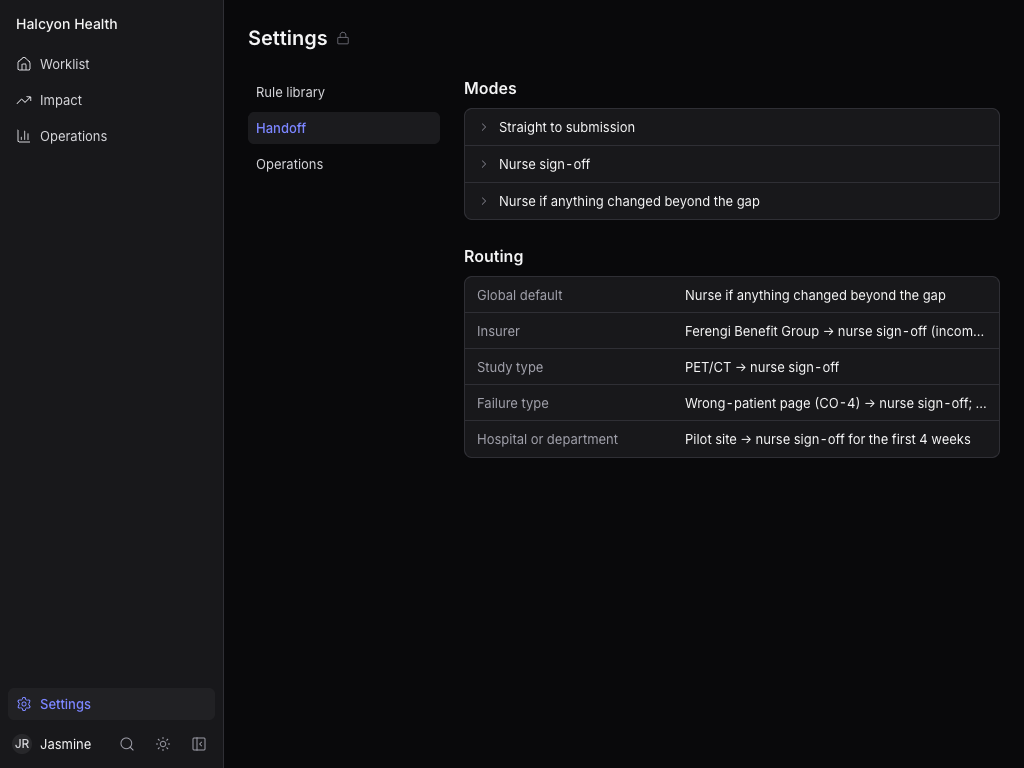 Halcyon Health
Worklist
Impact
Operations
Settings
JR Jasmine
Settings
Rule library
Handoff
Operations
Modes
Straight to submission
Nurse sign-off
Nurse if anything changed beyond the gap
Routing
Global default Nurse if anything changed beyond the gap
Insurer Ferengi Benefit Group → nurse sign-off (incom...
Study type PET/CT → nurse sign-off
Failure type Wrong-patient page (CO-4) → nurse sign-off; ...
Hospital or department Pilot site → nurse sign-off for the first 4 weeks